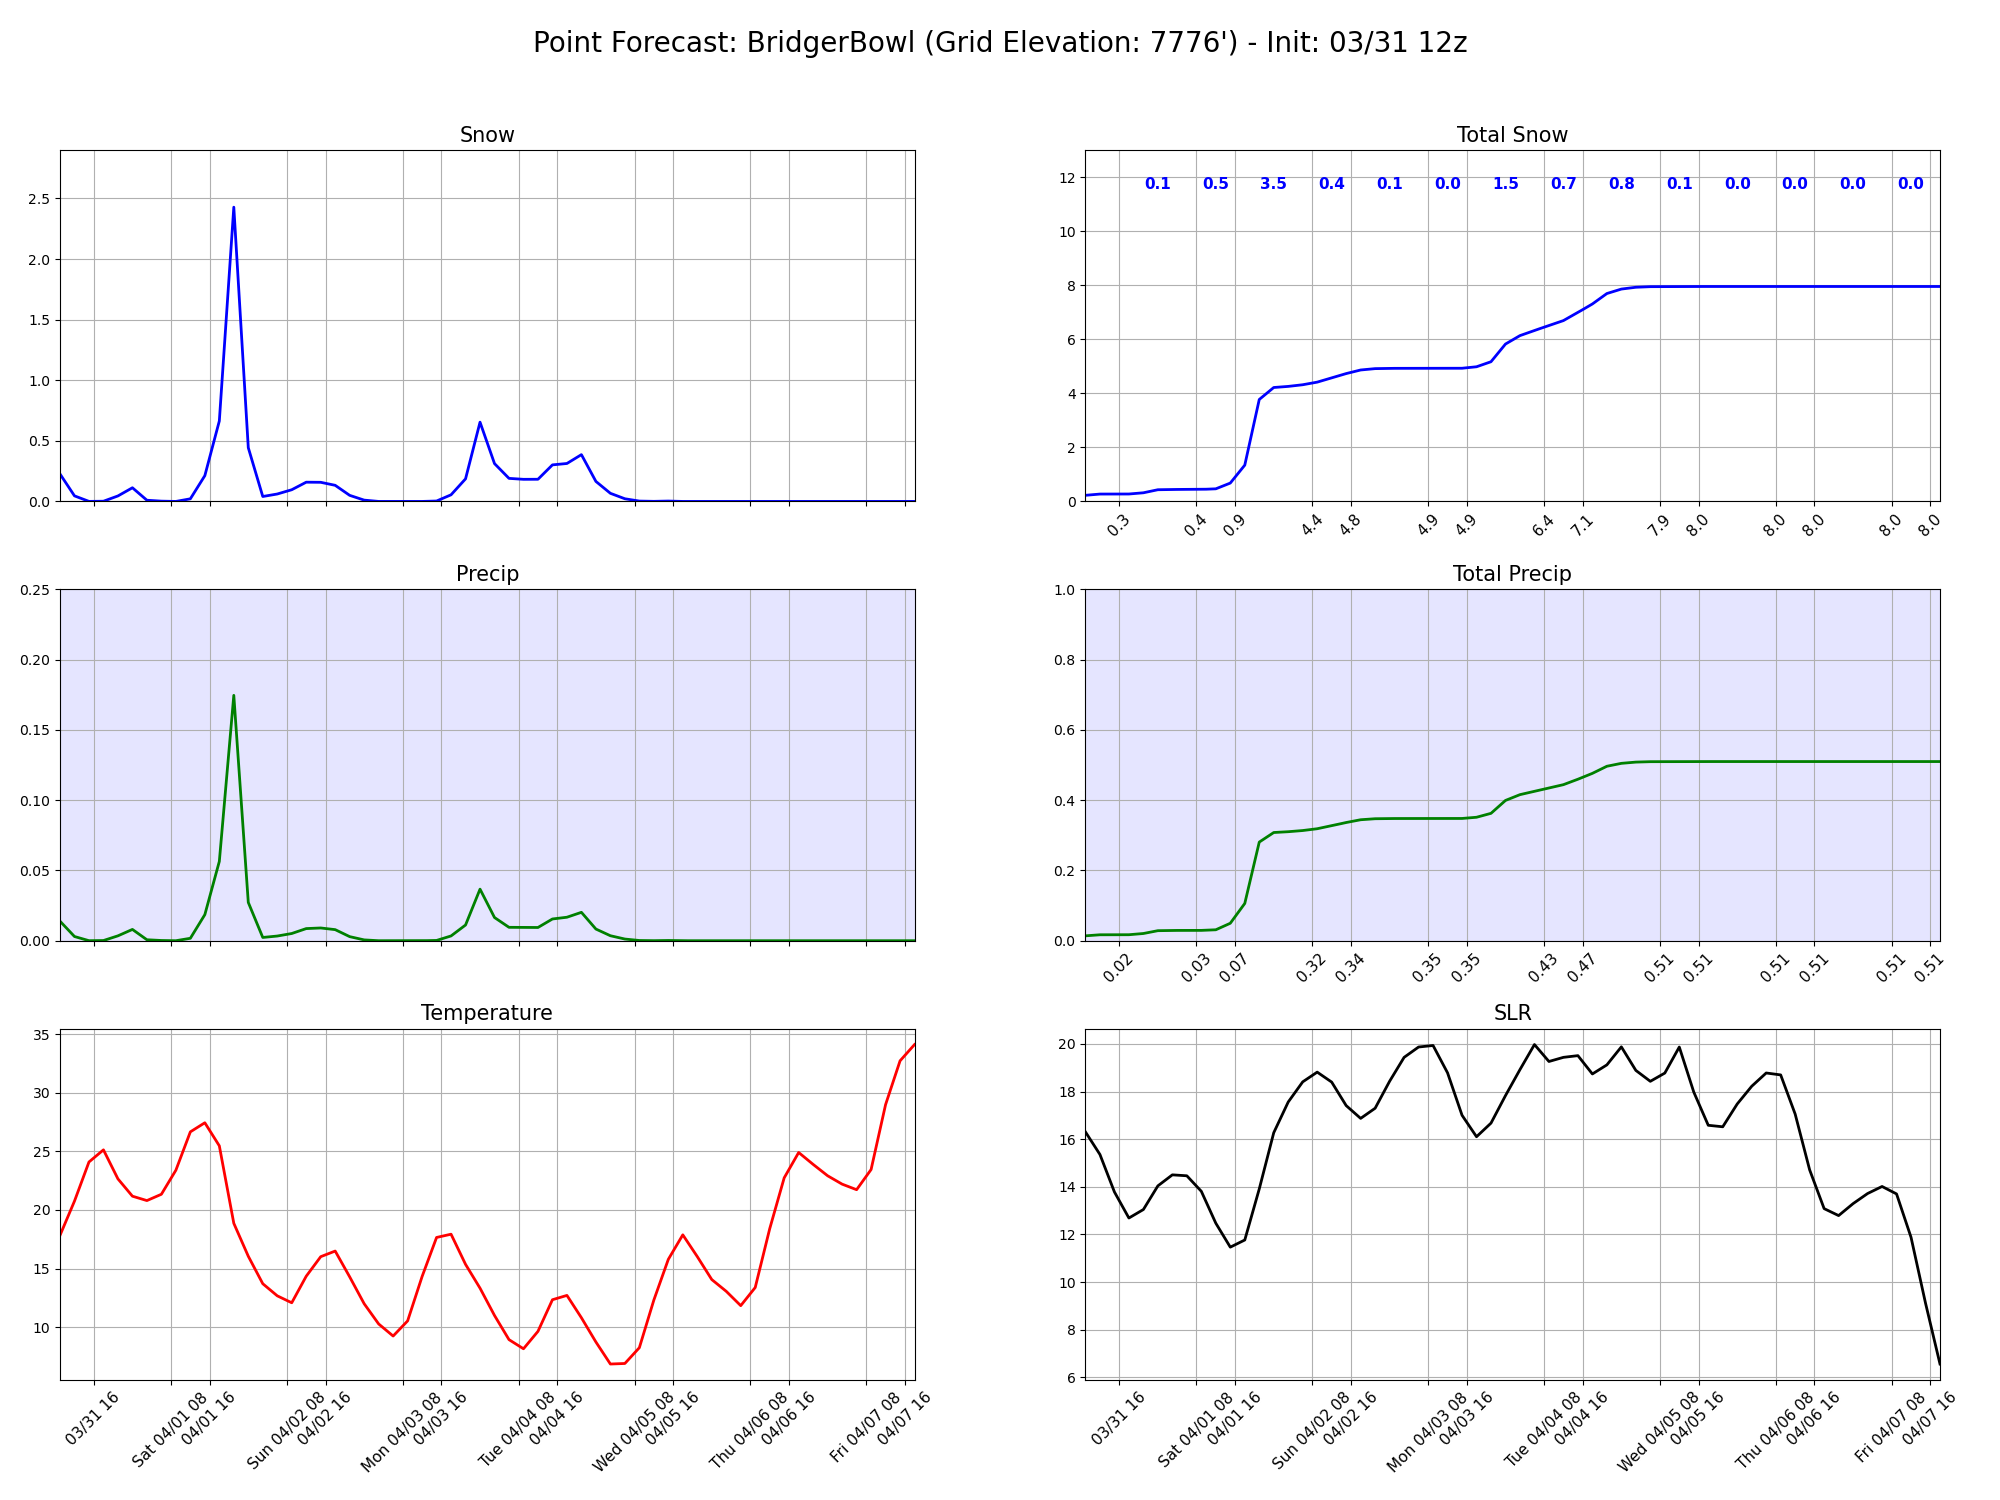 Point Forecast: BridgerBowl (Grid Elevation: 7776') - Init: 03/31 12z
Snow
2.5
2.0
1.5
1.0
0.5
0.0
Total Snow
12
10
8
6
4
2
0
0.1 0.5 3.5 0.4 0.1 0.0 1.5 0.7 0.8 0.1 0.0 0.0 0.0 0.0
0.3 0.4 0.9 4.4 4.8 4.9 4.9 6.4 7.1 7.9 8.0 8.0 8.0 8.0 8.0
Precip
0.25
0.20
0.15
0.10
0.05
0.00
Total Precip
1.0
0.8
0.6
0.4
0.2
0.0
0.02 0.03 0.07 0.32 0.34 0.35 0.35 0.43 0.47 0.51 0.51 0.51 0.51 0.51 0.51
Temperature
35
30
25
20
15
10
03/31 16
Sat 04/01 08
04/01 16
Sun 04/02 08
04/02 16
Mon 04/03 08
04/03 16
Tue 04/04 08
04/04 16
Wed 04/05 08
04/05 16
Thu 04/06 08
04/06 16
Fri 04/07 08
04/07 16
SLR
20
18
16
14
12
10
8
6
03/31 16
Sat 04/01 08
04/01 16
Sun 04/02 08
04/02 16
Mon 04/03 08
04/03 16
Tue 04/04 08
04/04 16
Wed 04/05 08
04/05 16
Thu 04/06 08
04/06 16
Fri 04/07 08
04/07 16